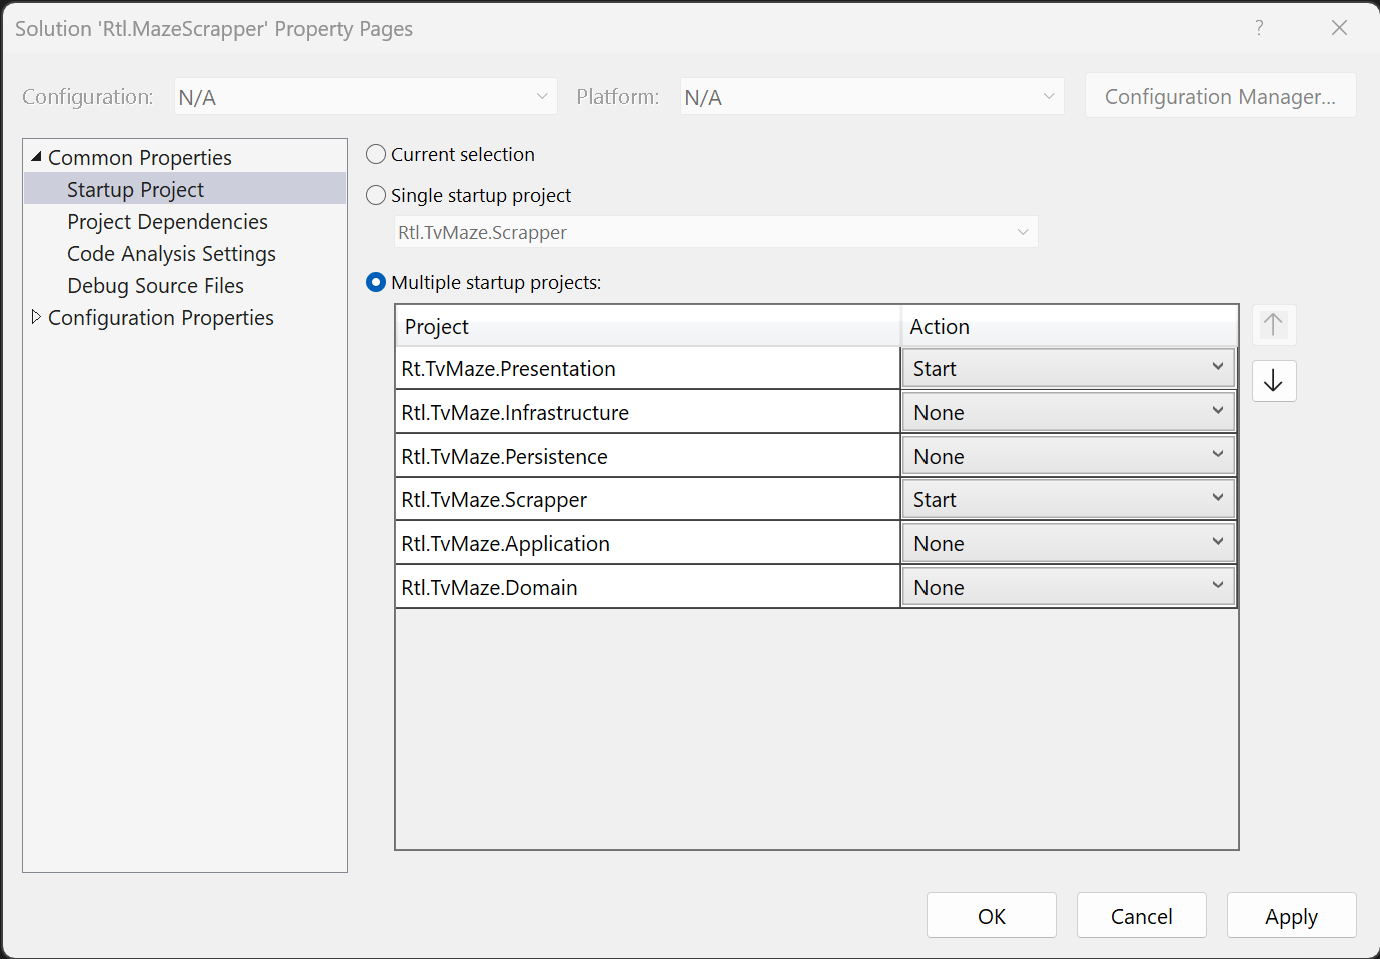 Solution 'Rtl.MazeScrapper' Property Pages
?
Configuration: N/A Platform: N/A Configuration Manager...
Common Properties
Startup Project
Project Dependencies
Code Analysis Settings
Debug Source Files
Configuration Properties
Current selection
Single startup project
Rtl.TvMaze.Scrapper
Multiple startup projects:
Project Action
Rt.TvMaze.Presentation Start
Rtl.TvMaze.Infrastructure None
Rtl.TvMaze.Persistence None
Rtl.TvMaze.Scrapper Start
Rtl.TvMaze.Application None
Rtl.TvMaze.Domain None
OK Cancel Apply